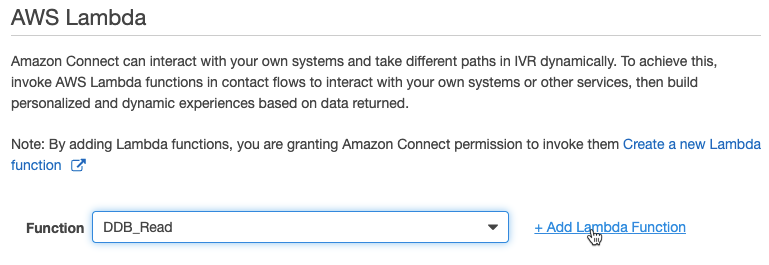 AWS Lambda
Amazon Connect can interact with your own systems and take different paths in IVR dynamically. To achieve this,
invoke AWS Lambda functions in contact flows to interact with your own systems or other services, then build
personalized and dynamic experiences based on data returned.
Note: By adding Lambda functions, you are granting Amazon Connect permission to invoke them Create a new Lambda
function
Function DDB_Read + Add Lambda Function